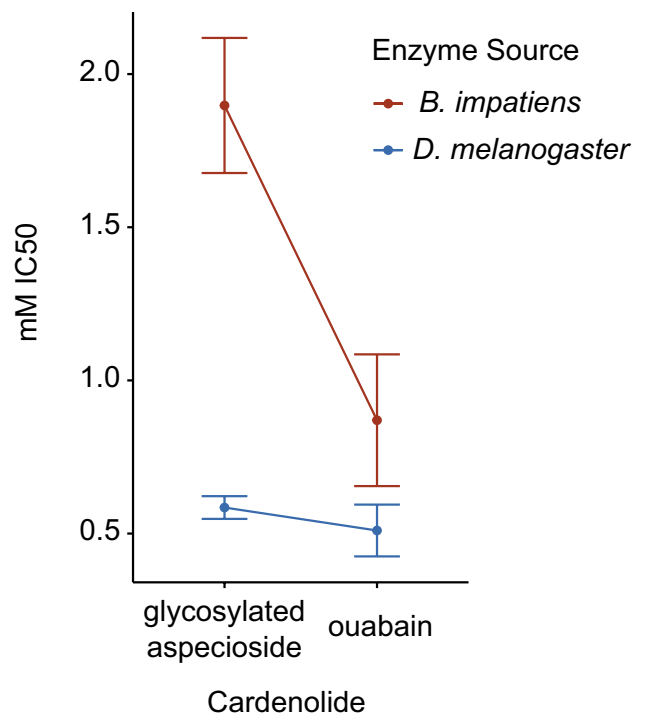 Enzyme Source
B. impatiens
D. melanogaster
mM IC50
2.0
1.5
1.0
0.5
glycosylated
aspecioside
ouabain
Cardenolide